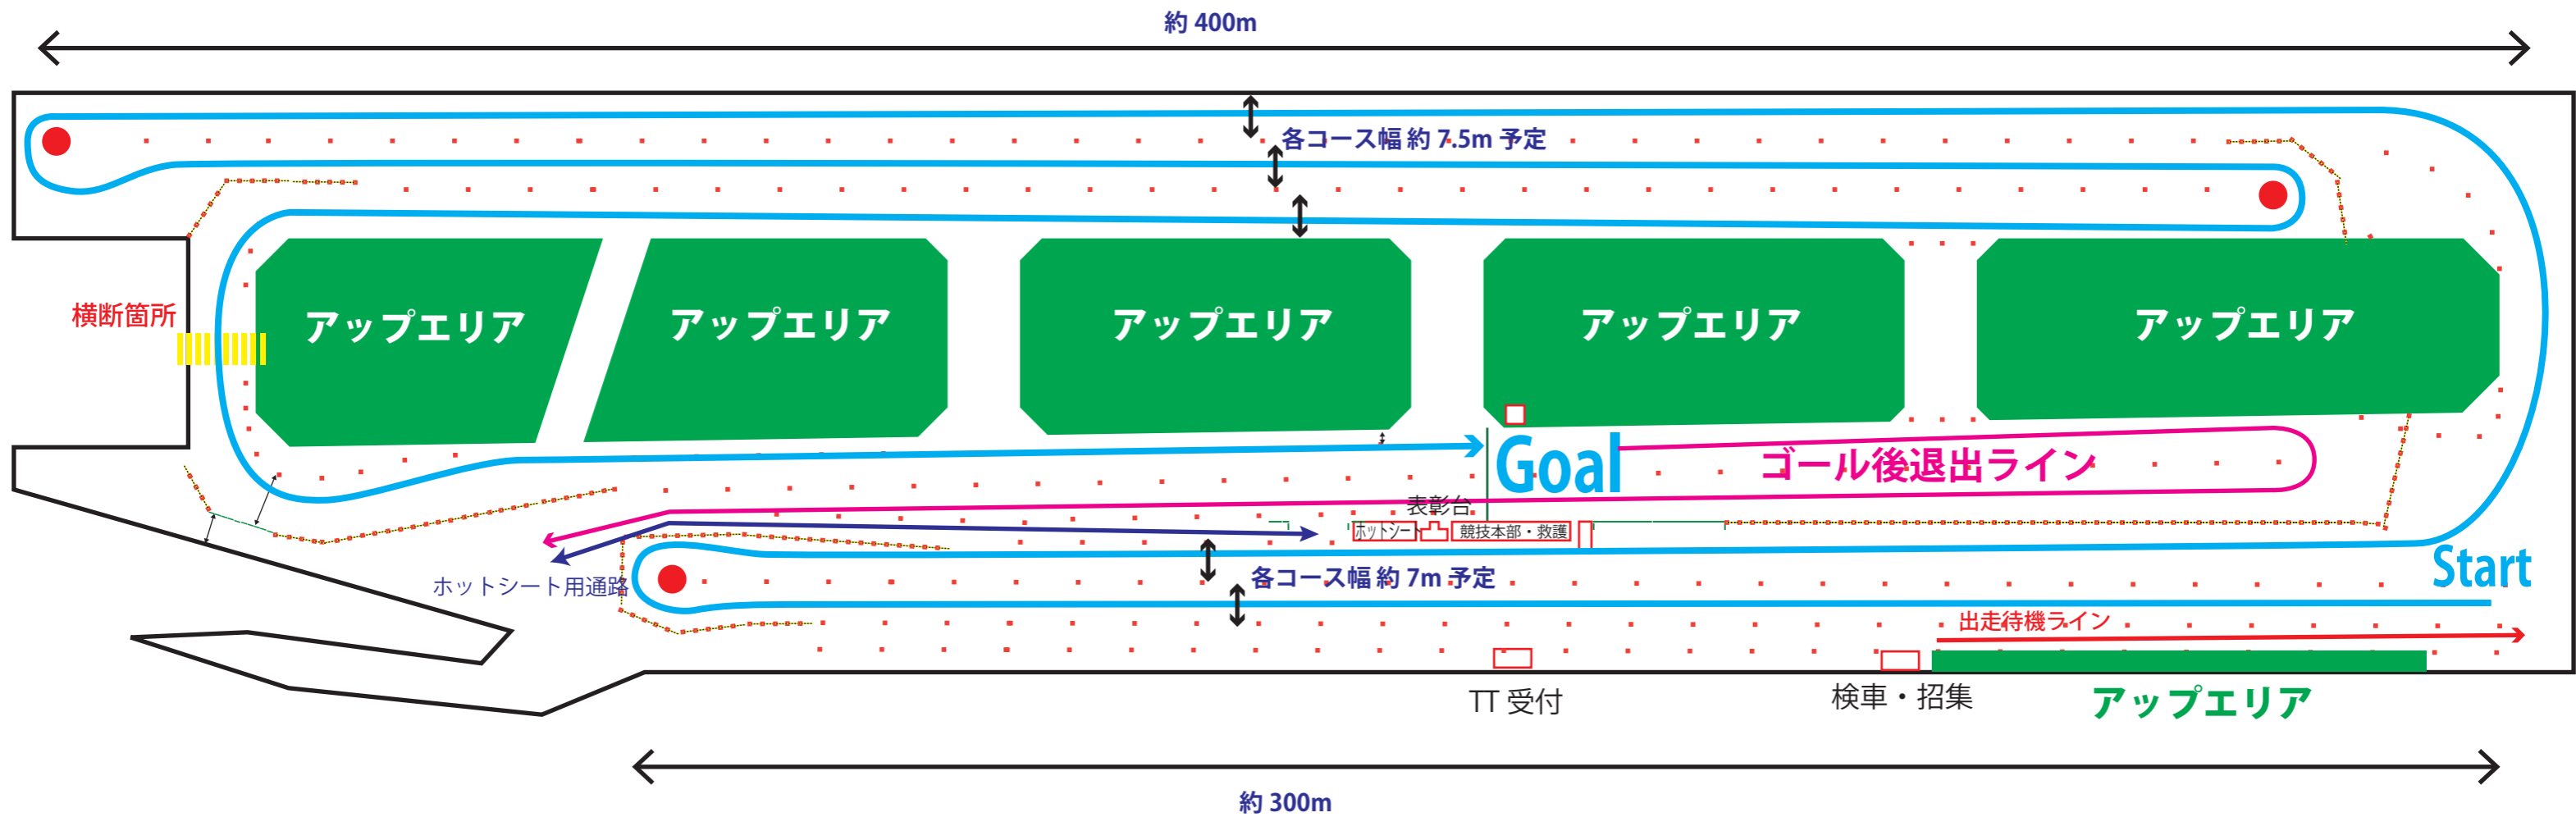 約 400m
各コース幅 約 7.5m 予定
横断箇所
アップエリア
アップエリア
アップエリア
アップエリア
アップエリア
Goal
ゴール後退出ライン
表彰台
ホットシート
競技本部・救護
ホットシート用通路
各コース幅 約 7m 予定
Start
出走待機ライン
TT 受付
検車・招集
アップエリア
約 300m